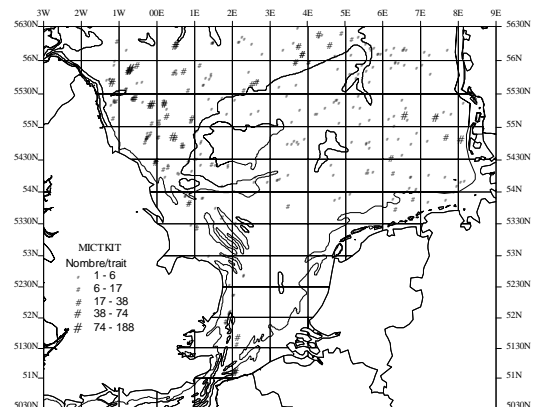 3W 2W 1W 0E 1E 2E 3E 4E 5E 6E 7E 8E 9E
5630N 5630N
56N 56N
5530N 5530N
55N 55N
5430N 5430N
54N 54N
5330N 5330N
53N 53N
5230N 5230N
52N 52N
5130N 5130N
51N 51N
5030N 5030N
MICTKIT
Nombre/trait
1 - 6
6 - 17
17 - 38
38 - 74
74 - 188